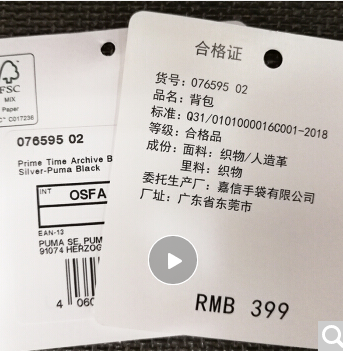 FSC
MIX
Paper
C017236
076595 02
Prime Time Archive B
Silver-Puma Black
INT
OSFA
EAN-13
PUMA SE, PUM
91074 HERZOG
4 060
合格证
货号: 076595 02
品名: 背包
标准: Q31/0101000016C001-2018
等级: 合格品
成份: 面料: 织物/人造革
里料: 织物
委托生产厂: 嘉信手袋有限公司
厂址: 广东省东莞市
RMB 399